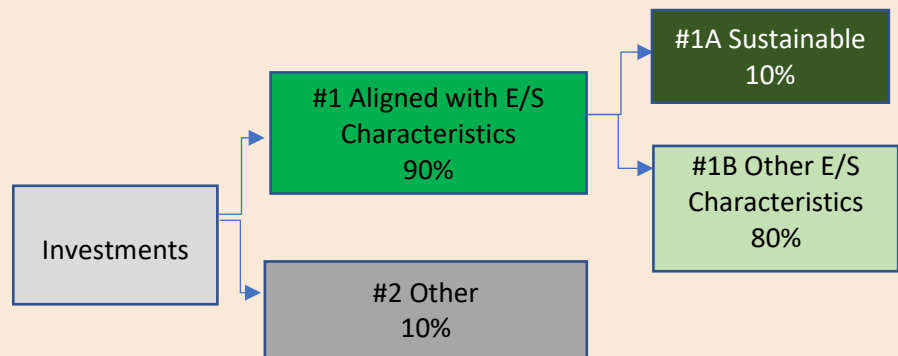 #1A Sustainable
10%
#1 Aligned with E/S
Characteristics
90%
#1B Other E/S
Characteristics
80%
Investments
#2 Other
10%